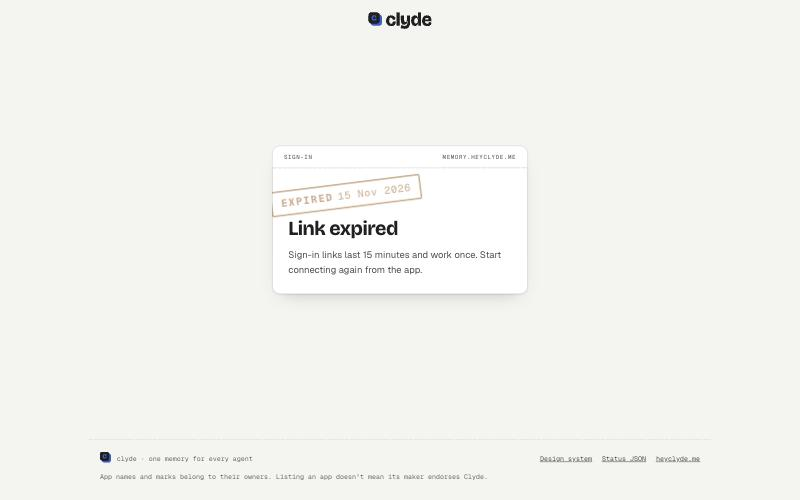 clyde
SIGN-IN MEMORY.HEYCLYDE.ME
EXPIRED 15 Nov 2026
Link expired
Sign-in links last 15 minutes and work once. Start
connecting again from the app.
clyde · one memory for every agent Design system Status JSON heyclyde.me
App names and marks belong to their owners. Listing an app doesn't mean its maker endorses Clyde.